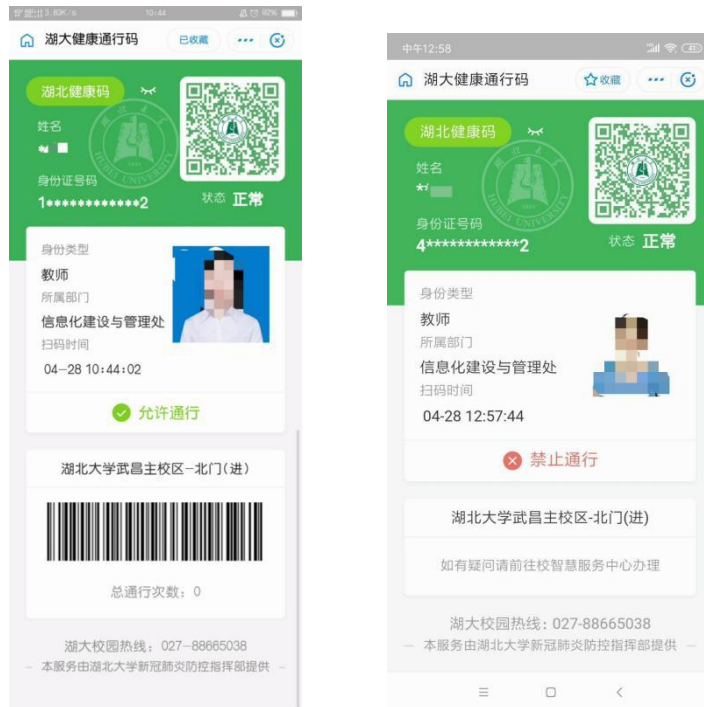 3.83K/s 10:44 92%
湖大健康通行码 已收藏
湖北健康码
姓名
身份证号码
1************2
状态 正常
身份类型
教师
所属部门
信息化建设与管理处
扫码时间
04-28 10:44:02
允许通行
湖北大学武昌主校区-北门(进)
总通行次数: 0
湖大校园热线: 027-88665038
本服务由湖北大学新冠肺炎防控指挥部提供
中午12:58
湖大健康通行码 收藏
湖北健康码
姓名
身份证号码
4************2
状态 正常
身份类型
教师
所属部门
信息化建设与管理处
扫码时间
04-28 12:57:44
禁止通行
湖北大学武昌主校区-北门(进)
如有疑问请前往校智慧服务中心办理
湖大校园热线: 027-88665038
本服务由湖北大学新冠肺炎防控指挥部提供